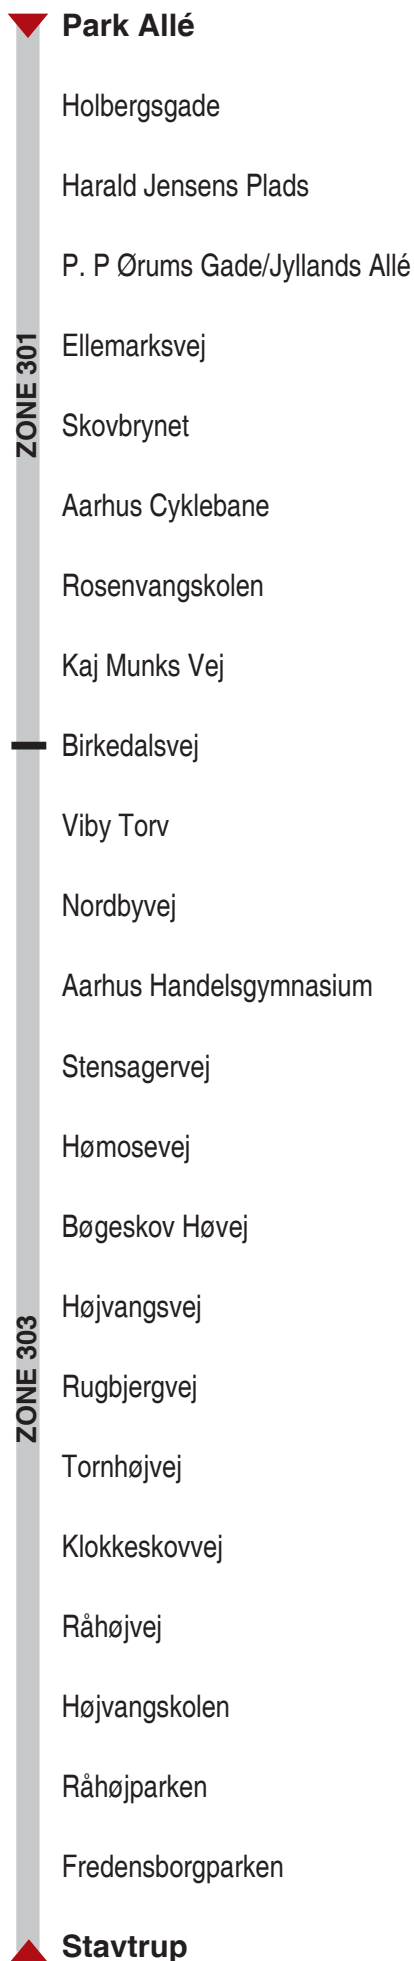 Park Allé
Holbergsgade
Harald Jensens Plads
P. P Ørums Gade/Jyllands Allé
Ellemarksvej
ZONE 301
Skovbrynet
Aarhus Cyklebane
Rosenvangskolen
Kaj Munks Vej
Birkedalsvej
Viby Torv
Nordbyvej
Aarhus Handelsgymnasium
Stensagervej
Hømosevej
Bøgeskov Høvej
Højvangsvej
ZONE 303
Rugbjergvej
Tornhøjvej
Klokkeskovvej
Råhøjvej
Højvangskolen
Råhøjparken
Fredensborgparken
Stavtrup